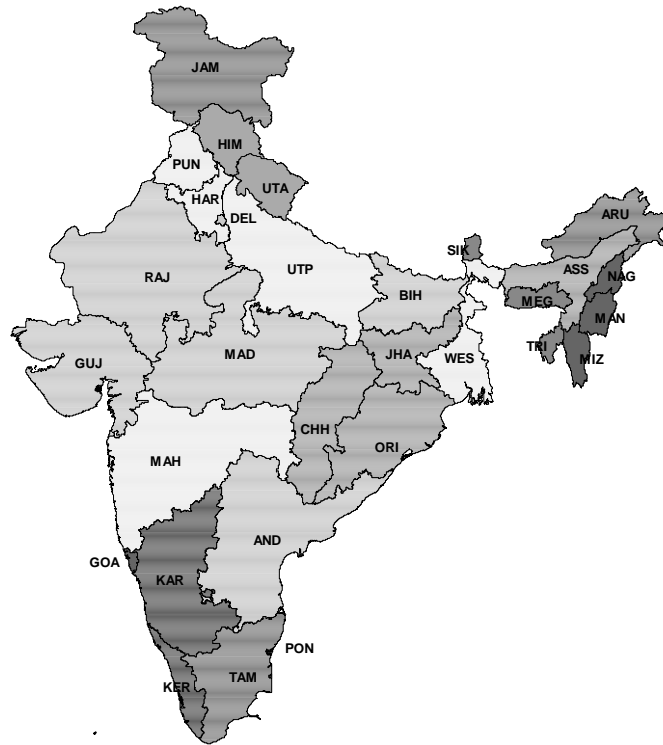 JAM
HIM
PUN
UTA
HAR
DEL
ARU
SIK
ASS
UTP
RAJ
NAG
BIH
MEG
MAN
TRI
MAD
JHA
WES
MIZ
GUJ
CHH
ORI
MAH
AND
GOA
KAR
PON
TAM
KER